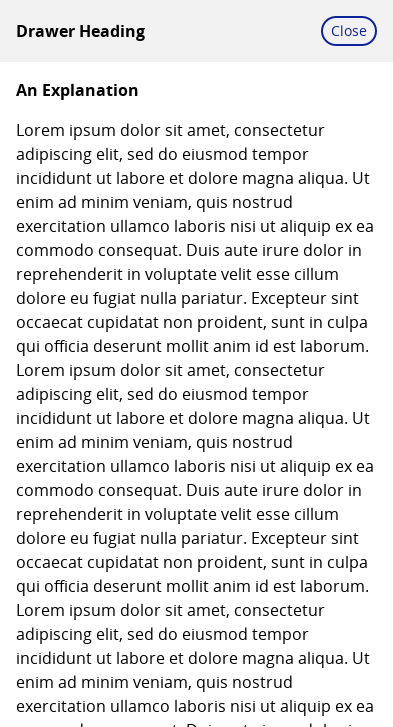 Drawer Heading
Close
An Explanation
Lorem ipsum dolor sit amet, consectetur
adipiscing elit, sed do eiusmod tempor
incididunt ut labore et dolore magna aliqua. Ut
enim ad minim veniam, quis nostrud
exercitation ullamco laboris nisi ut aliquip ex ea
commodo consequat. Duis aute irure dolor in
reprehenderit in voluptate velit esse cillum
dolore eu fugiat nulla pariatur. Excepteur sint
occaecat cupidatat non proident, sunt in culpa
qui officia deserunt mollit anim id est laborum.
Lorem ipsum dolor sit amet, consectetur
adipiscing elit, sed do eiusmod tempor
incididunt ut labore et dolore magna aliqua. Ut
enim ad minim veniam, quis nostrud
exercitation ullamco laboris nisi ut aliquip ex ea
commodo consequat. Duis aute irure dolor in
reprehenderit in voluptate velit esse cillum
dolore eu fugiat nulla pariatur. Excepteur sint
occaecat cupidatat non proident, sunt in culpa
qui officia deserunt mollit anim id est laborum.
Lorem ipsum dolor sit amet, consectetur
adipiscing elit, sed do eiusmod tempor
incididunt ut labore et dolore magna aliqua. Ut
enim ad minim veniam, quis nostrud
exercitation ullamco laboris nisi ut aliquip ex ea